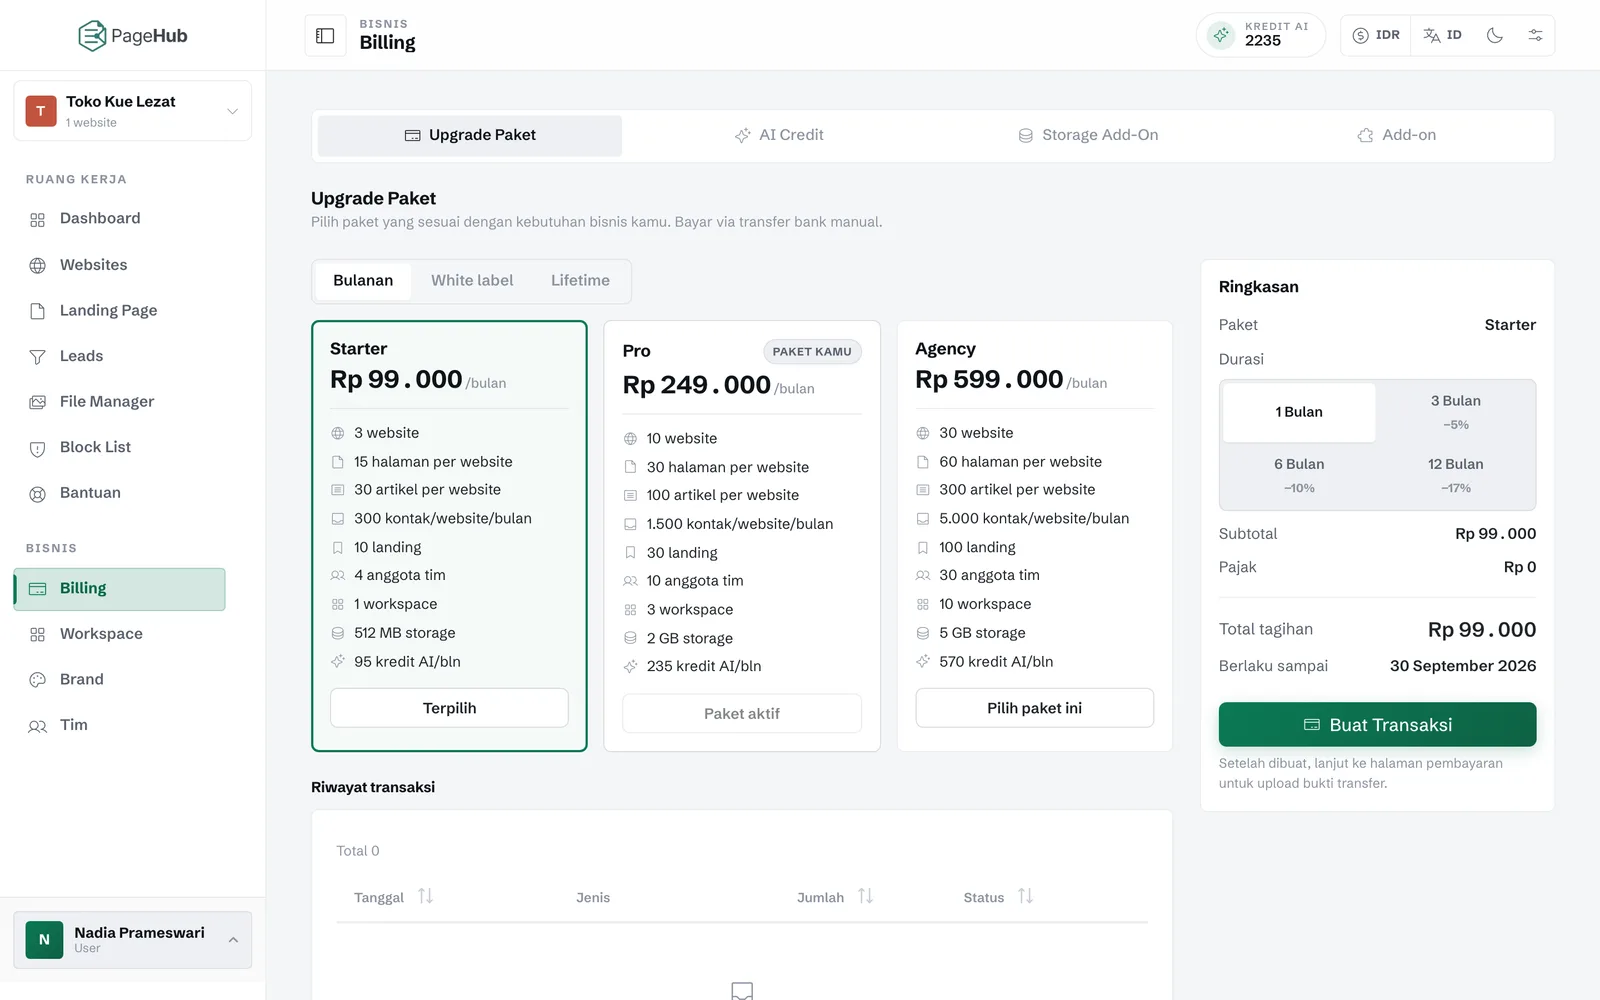 PageHub
T
Toko Kue Lezat
1 website
RUANG KERJA
Dashboard
Websites
Landing Page
Leads
File Manager
Block List
Bantuan
BISNIS
Billing
Workspace
Brand
Tim
N
Nadia Prameswari
User
BISNIS
Billing
KREDIT AI
2235
IDR
ID
Upgrade Paket
AI Credit
Storage Add-On
Add-on
Upgrade Paket
Pilih paket yang sesuai dengan kebutuhan bisnis kamu. Bayar via transfer bank manual.
Bulanan
White label
Lifetime
Starter
Rp 99.000 /bulan
3 website
15 halaman per website
30 artikel per website
300 kontak/website/bulan
10 landing
4 anggota tim
1 workspace
512 MB storage
95 kredit AI/bln
Terpilih
Pro
PAKET KAMU
Rp 249.000 /bulan
10 website
30 halaman per website
100 artikel per website
1.500 kontak/website/bulan
30 landing
10 anggota tim
3 workspace
2 GB storage
235 kredit AI/bln
Paket aktif
Agency
Rp 599.000 /bulan
30 website
60 halaman per website
300 artikel per website
5.000 kontak/website/bulan
100 landing
30 anggota tim
10 workspace
5 GB storage
570 kredit AI/bln
Pilih paket ini
Ringkasan
Paket Starter
Durasi
1 Bulan
3 Bulan
−5%
6 Bulan
−10%
12 Bulan
−17%
Subtotal Rp 99.000
Pajak Rp 0
Total tagihan Rp 99.000
Berlaku sampai 30 September 2026
Buat Transaksi
Setelah dibuat, lanjut ke halaman pembayaran
untuk upload bukti transfer.
Riwayat transaksi
Total 0
Tanggal Jenis Jumlah Status